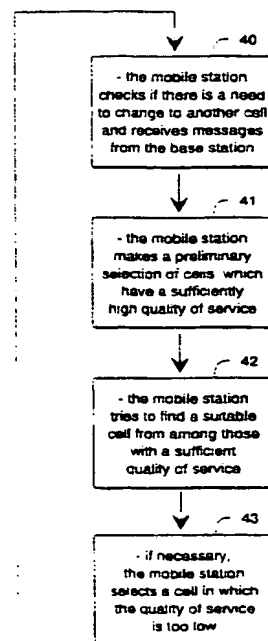 40
- the mobile station
checks if there is a need
to change to another cell
and receives messages
from the base station
41
- the mobile station
makes a preliminary
selection of cells which
have a sufficiently
high quality of service
42
- the mobile station
tries to find a suitable
cell from among those
with a sufficient
quality of service
43
- if necessary,
the mobile station
selects a cell in which
the quality of service
is too low